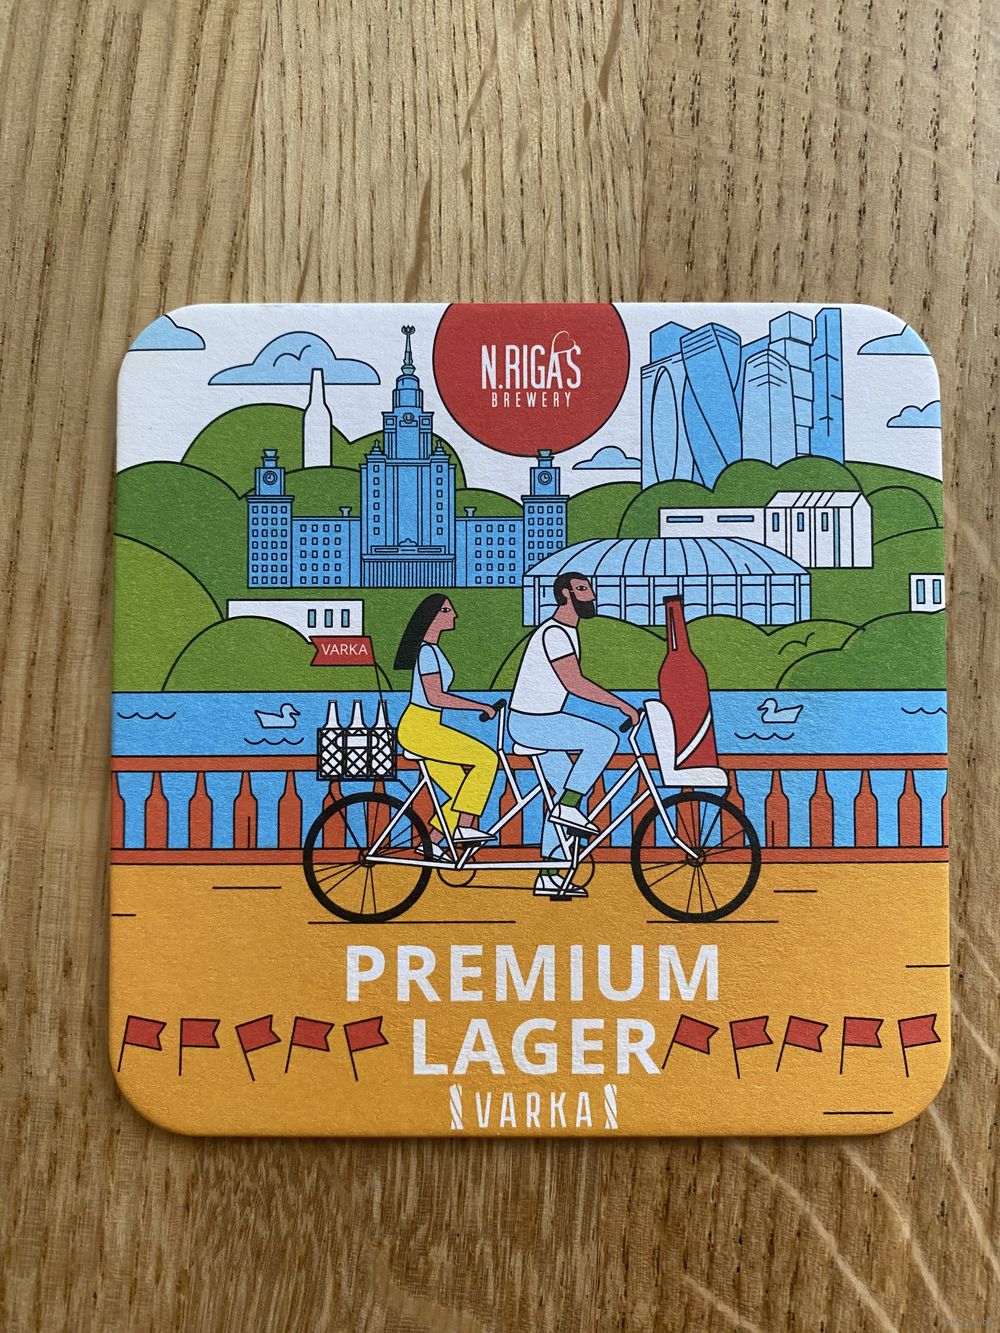 N.RIGA'S
BREWERY
VARKA
PREMIUM
LAGER
VARKA